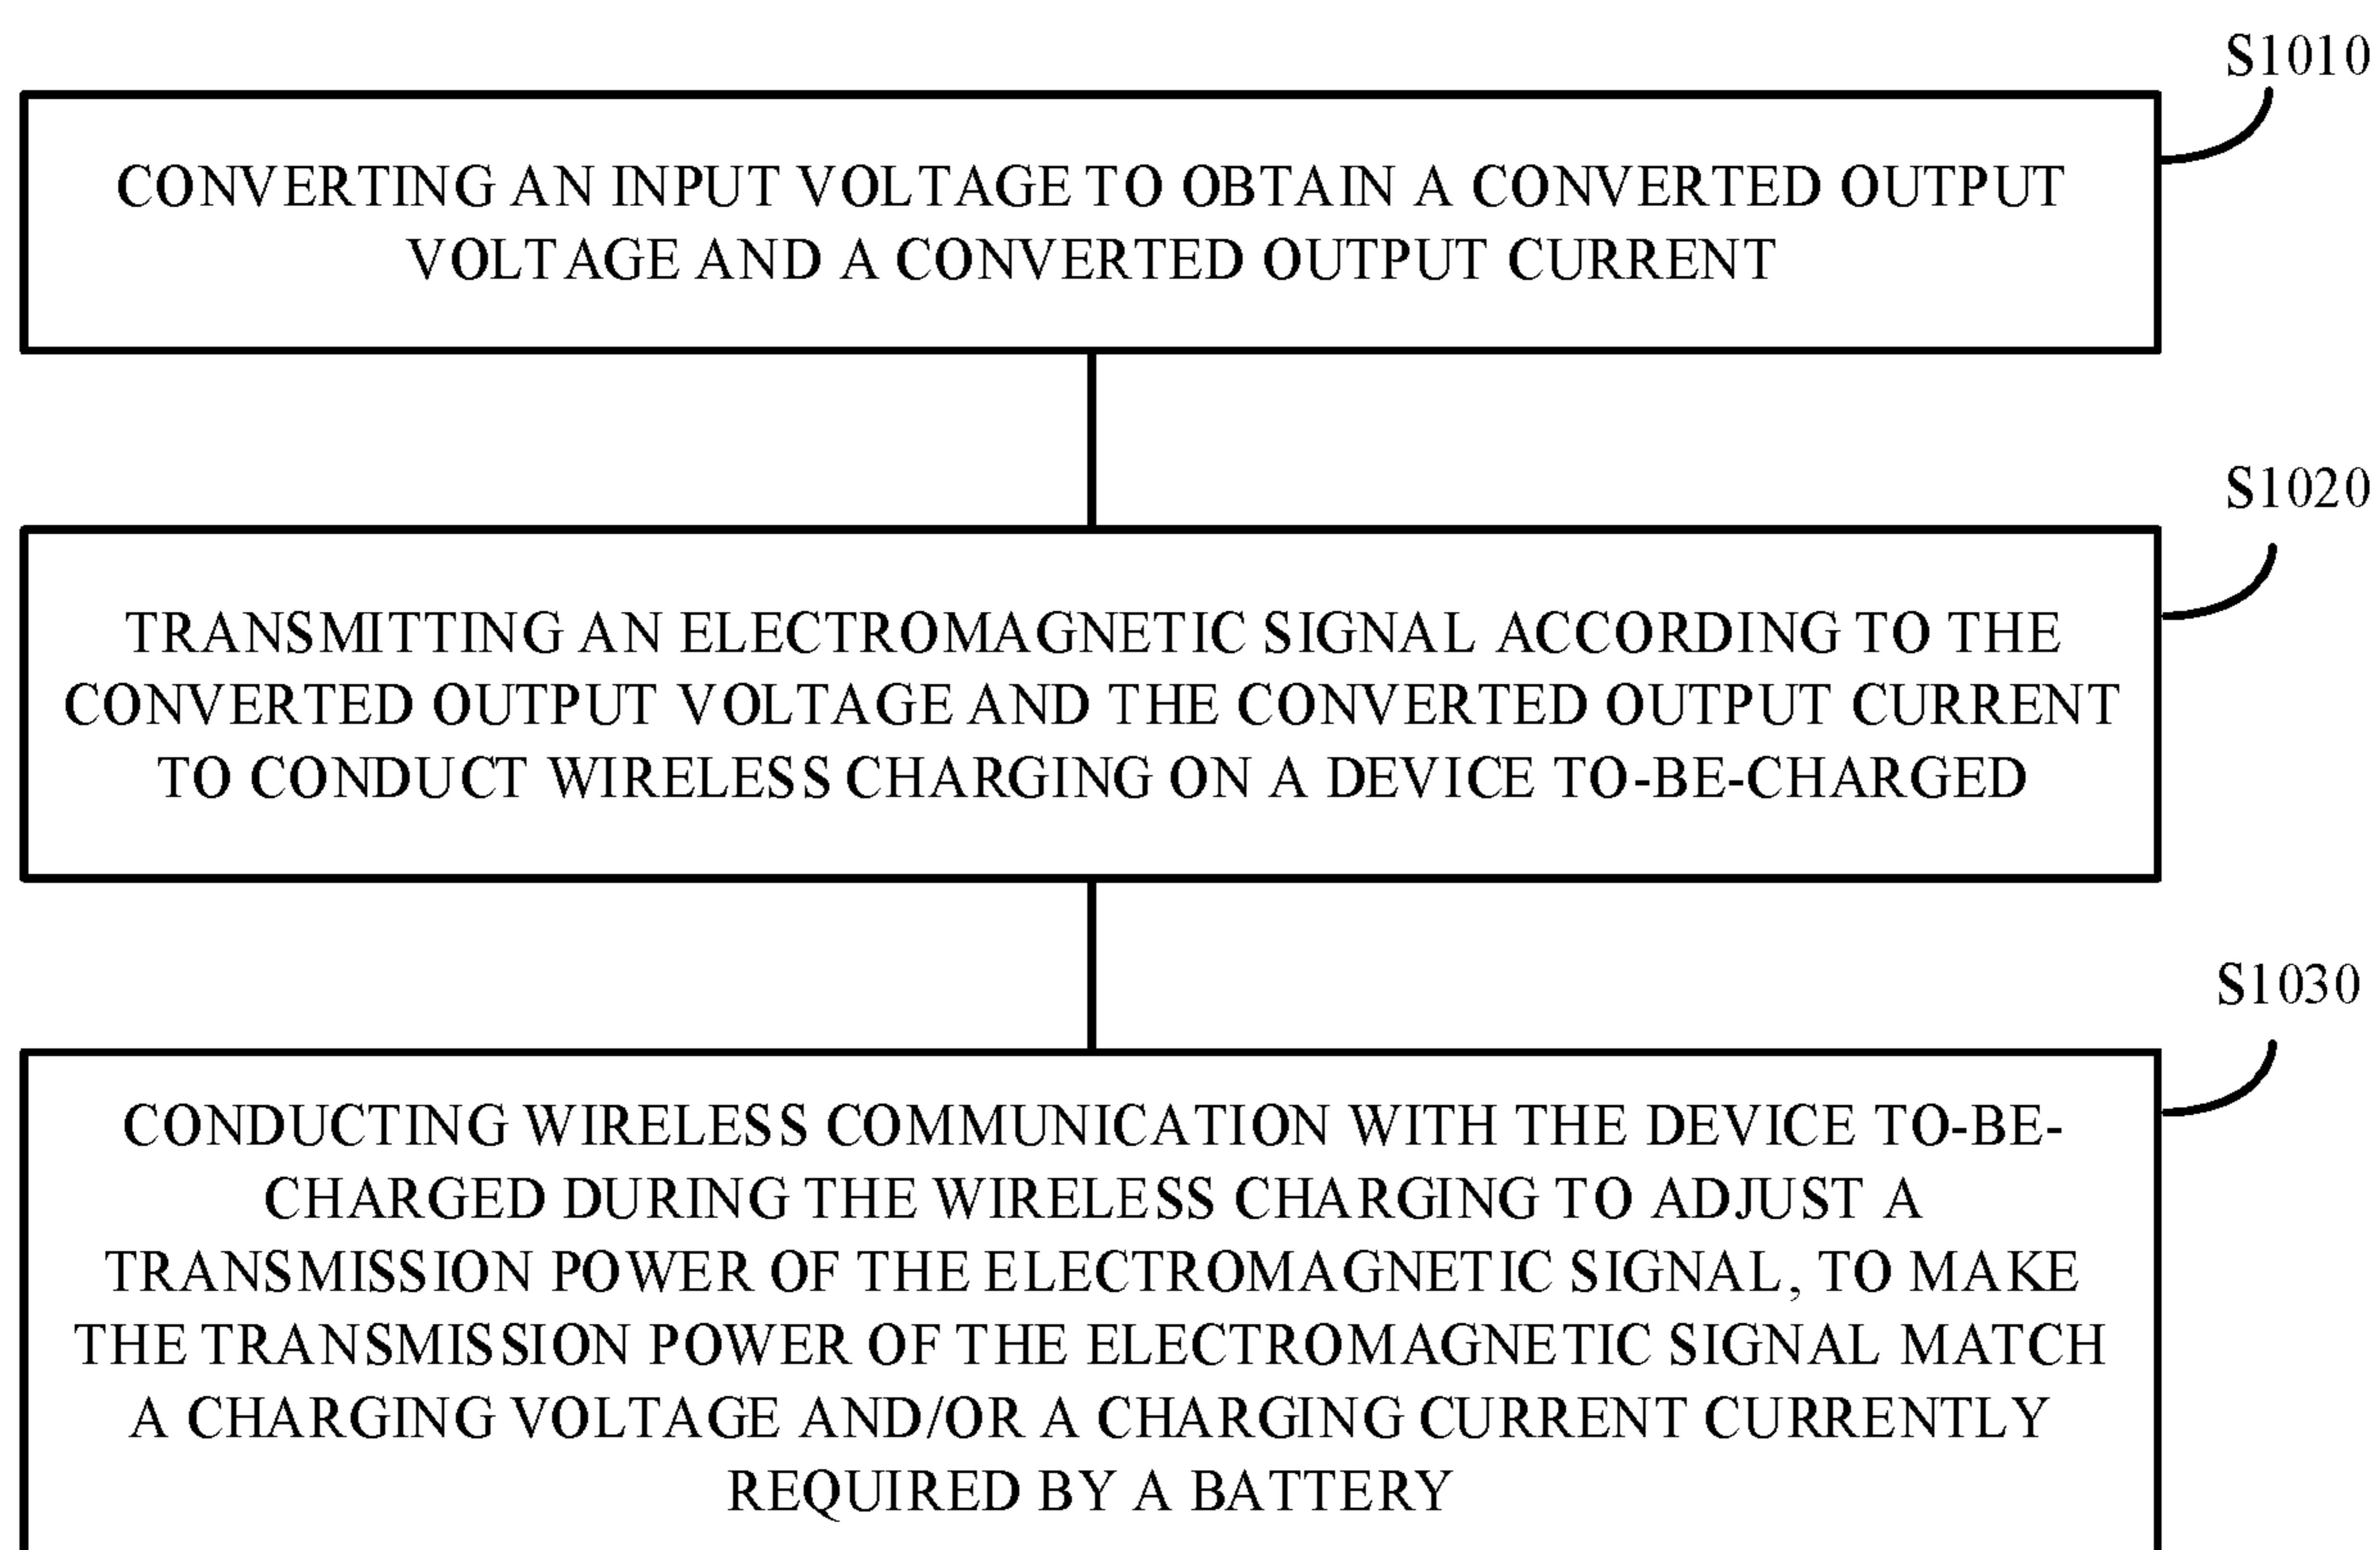 S1010
CONVERTING AN INPUT VOLTAGE TO OBTAIN A CONVERTED OUTPUT
VOLTAGE AND A CONVERTED OUTPUT CURRENT
S1020
TRANSMITTING AN ELECTROMAGNETIC SIGNAL ACCORDING TO THE
CONVERTED OUTPUT VOLTAGE AND THE CONVERTED OUTPUT CURRENT
TO CONDUCT WIRELESS CHARGING ON A DEVICE TO-BE-CHARGED
S1030
CONDUCTING WIRELESS COMMUNICATION WITH THE DEVICE TO-BE-
CHARGED DURING THE WIRELESS CHARGING TO ADJUST A
TRANSMISSION POWER OF THE ELECTROMAGNETIC SIGNAL, TO MAKE
THE TRANSMISSION POWER OF THE ELECTROMAGNETIC SIGNAL MATCH
A CHARGING VOLTAGE AND/OR A CHARGING CURRENT CURRENTLY
REQUIRED BY A BATTERY